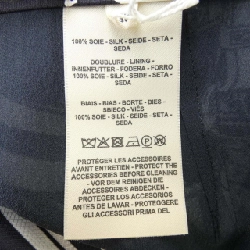 100% SOIE - SILK - SEIDE - SETA -
SEDA
DOUBLURE - LINING -
INNENFUTTER - FODERA - FORRO
100% SOIE - SILK - SEIDE - SETA -
SEDA
BIAIS - BIAS - BORTE - DIES -
SBIECO - VIÉS
100% SOIE - SILK - SEIDE - SETA -
SEDA
PROTEGER LES ACCESSOIRES
AVANT ENTRETIEN - PROTECT THE
ACCESSORIES BEFORE CLEANING
- VOR DEM REINIGEN DIE
ACCESSOIRES ABDECKEN -
PROTEGER LOS ACCESORIOS
ANTES DE LAVAR - PROTEGGERE
GLI ACCESSORI PRIMA DEL